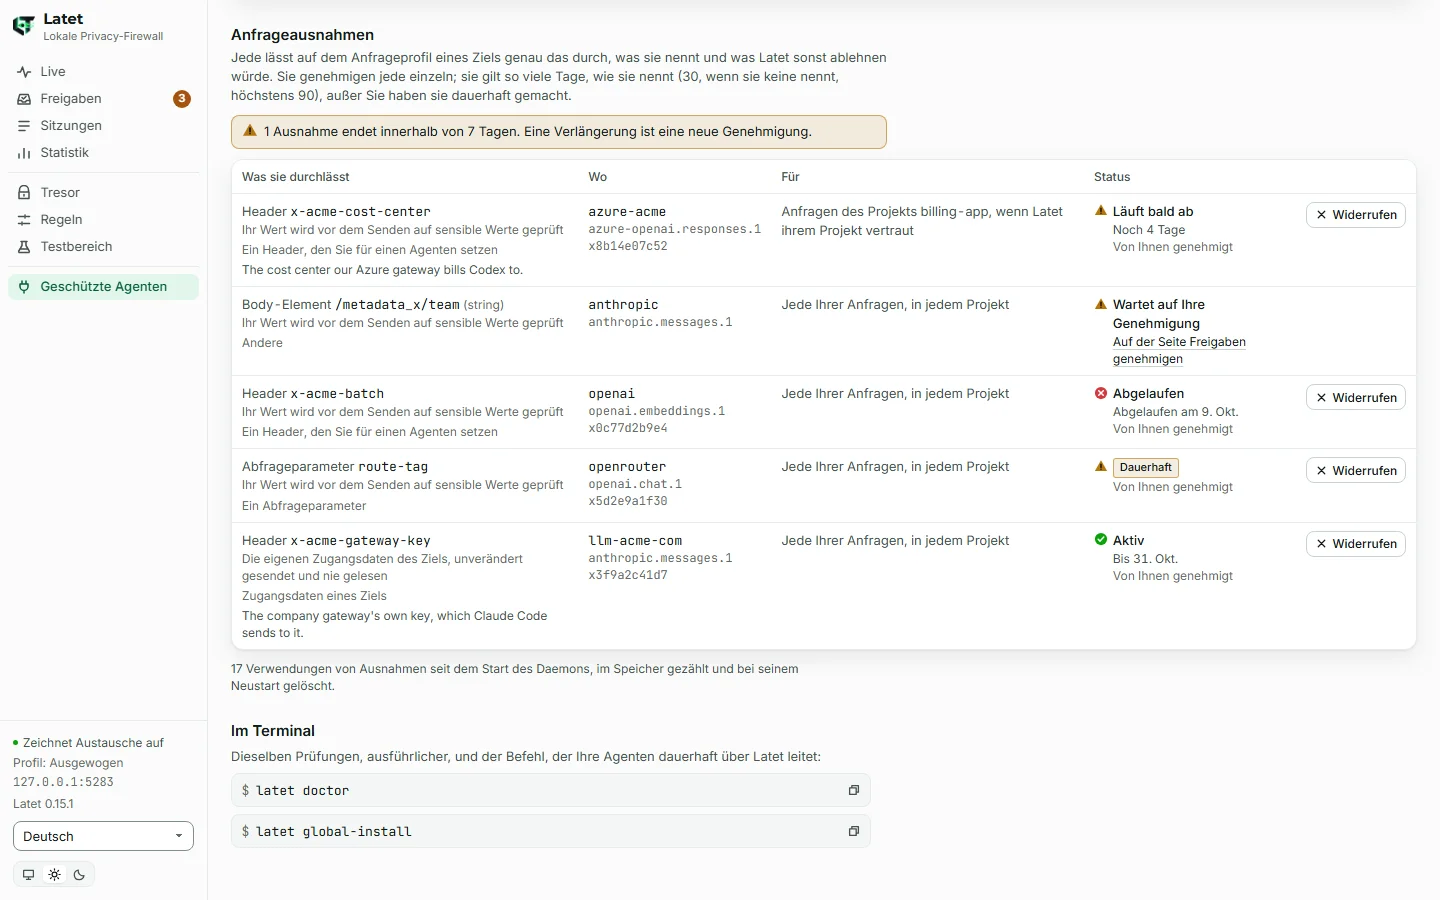 Latet
Lokale Privacy-Firewall
Live
Freigaben
3
Sitzungen
Statistik
Tresor
Regeln
Testbereich
Geschützte Agenten
Zeichnet Austausche auf
Profil: Ausgewogen
127.0.0.1:5283
Latet 0.15.1
Deutsch
Anfrageausnahmen
Jede lässt auf dem Anfrageprofil eines Ziels genau das durch, was sie nennt und was Latet sonst ablehnen
würde. Sie genehmigen jede einzeln; sie gilt so viele Tage, wie sie nennt (30, wenn sie keine nennt,
höchstens 90), außer Sie haben sie dauerhaft gemacht.
1 Ausnahme endet innerhalb von 7 Tagen. Eine Verlängerung ist eine neue Genehmigung.
Was sie durchlässt
Wo
Für
Status
Header x-acme-cost-center
Ihr Wert wird vor dem Senden auf sensible Werte geprüft
Ein Header, den Sie für einen Agenten setzen
The cost center our Azure gateway bills Codex to.
azure-acme
azure-openai.responses.1
x8b14e07c52
Anfragen des Projekts billing-app, wenn Latet
ihrem Projekt vertraut
Läuft bald ab
Noch 4 Tage
Von Ihnen genehmigt
Widerrufen
Body-Element /metadata_x/team (string)
Ihr Wert wird vor dem Senden auf sensible Werte geprüft
Andere
anthropic
anthropic.messages.1
Jede Ihrer Anfragen, in jedem Projekt
Wartet auf Ihre
Genehmigung
Auf der Seite Freigaben
genehmigen
Header x-acme-batch
Ihr Wert wird vor dem Senden auf sensible Werte geprüft
Ein Header, den Sie für einen Agenten setzen
openai
openai.embeddings.1
x0c77d2b9e4
Jede Ihrer Anfragen, in jedem Projekt
Abgelaufen
Abgelaufen am 9. Okt.
Von Ihnen genehmigt
Widerrufen
Abfrageparameter route-tag
Ihr Wert wird vor dem Senden auf sensible Werte geprüft
Ein Abfrageparameter
openrouter
openai.chat.1
x5d2e9a1f30
Jede Ihrer Anfragen, in jedem Projekt
Dauerhaft
Von Ihnen genehmigt
Widerrufen
Header x-acme-gateway-key
Die eigenen Zugangsdaten des Ziels, unverändert
gesendet und nie gelesen
Zugangsdaten eines Ziels
The company gateway's own key, which Claude Code
sends to it.
llm-acme-com
anthropic.messages.1
x3f9a2c41d7
Jede Ihrer Anfragen, in jedem Projekt
Aktiv
Bis 31. Okt.
Von Ihnen genehmigt
Widerrufen
17 Verwendungen von Ausnahmen seit dem Start des Daemons, im Speicher gezählt und bei seinem
Neustart gelöscht.
Im Terminal
Dieselben Prüfungen, ausführlicher, und der Befehl, der Ihre Agenten dauerhaft über Latet leitet:
$ latet doctor
$ latet global-install